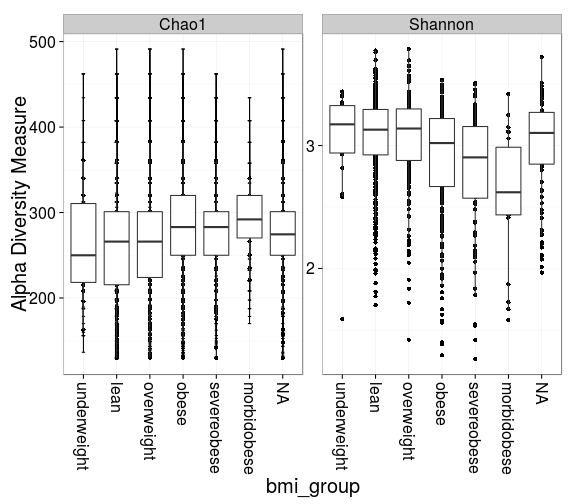 Chao1
Shannon
Alpha Diversity Measure
500
400
300
200
3
2
underweight
lean
overweight
obese
severeobese
morbidobese
NA
underweight
lean
overweight
obese
severeobese
morbidobese
NA
bmi_group